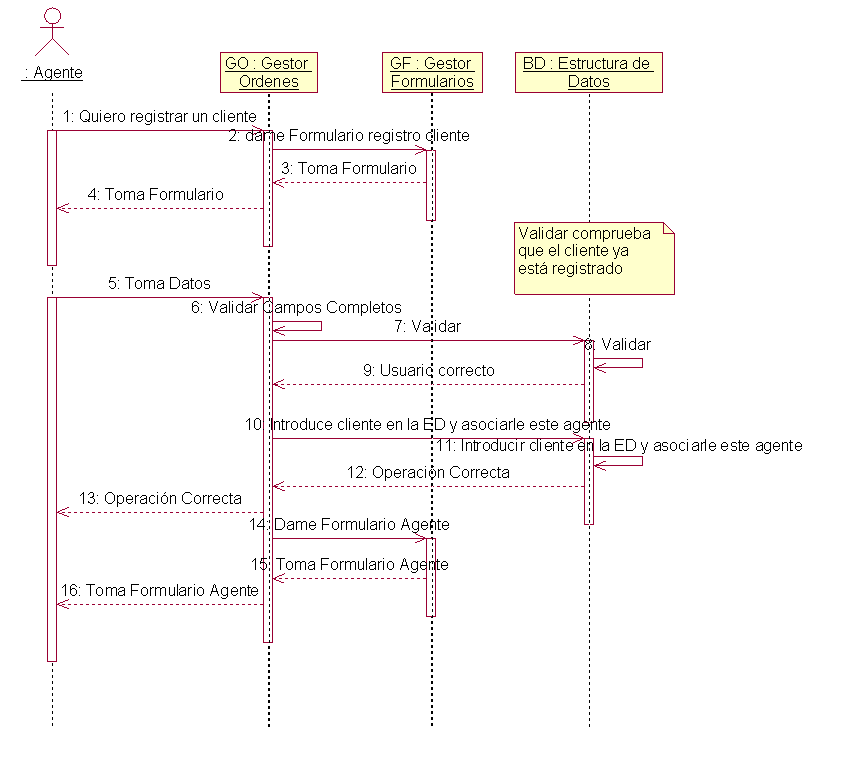 : Agente
GO : Gestor
Ordenes
GF : Gestor
Formularios
BD : Estructura de
Datos
1: Quiero registrar un cliente
2: dame Formulario registro cliente
3: Toma Formulario
4: Toma Formulario
Validar comprueba
que el cliente ya
está registrado
5: Toma Datos
6: Validar Campos Completos
7: Validar
8: Validar
9: Usuario correcto
10: Introduce cliente en la ED y asociarle este agente
11: Introducir cliente en la ED y asociarle este agente
12: Operación Correcta
13: Operación Correcta
14: Dame Formulario Agente
15: Toma Formulario Agente
16: Toma Formulario Agente